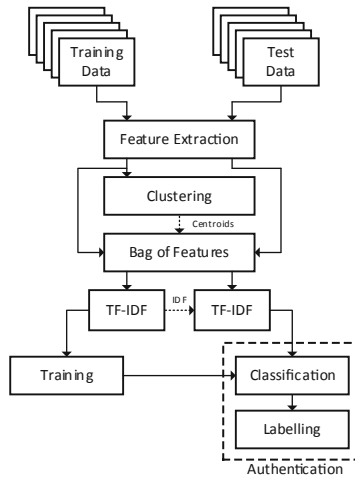 Training
Data
Test
Data
Feature Extraction
Clustering
Centroids
Bag of Features
TF-IDF
IDF
TF-IDF
Training
Classification
Labelling
Authentication